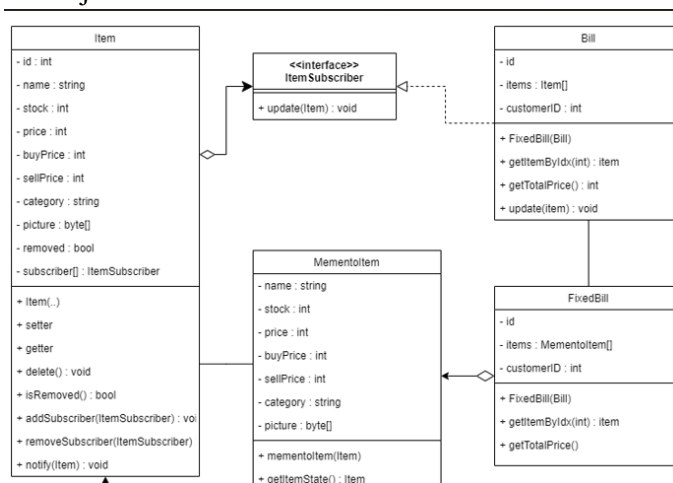 Item
- id : int
- name : string
- stock : int
- price : int
- buyPrice : int
- sellPrice : int
- category : string
- picture : byte[]
- removed : bool
- subscriber[] : ItemSubscriber
+ Item(..)
+ setter
+ getter
+ delete() : void
+ isRemoved() : bool
+ addSubscriber(ItemSubscriber) : voi
+ removeSubscriber(ItemSubscriber)
+ notify(Item) : void
<<interface>>
ItemSubscriber
+ update(Item) : void
Bill
- id
- items : Item[]
- customerID : int
+ FixedBill(Bill)
+ getItemByIdx(int) : item
+ getTotalPrice() : int
+ update(item) : void
MementoItem
- name : string
- stock : int
- price : int
- buyPrice : int
- sellPrice : int
- category : string
- picture : byte[]
+ mementoItem(Item)
+ getItemState() : Item
FixedBill
- id
- items : MementoItem[]
- customerID : int
+ FixedBill(Bill)
+ getItemByIdx(int) : item
+ getTotalPrice()